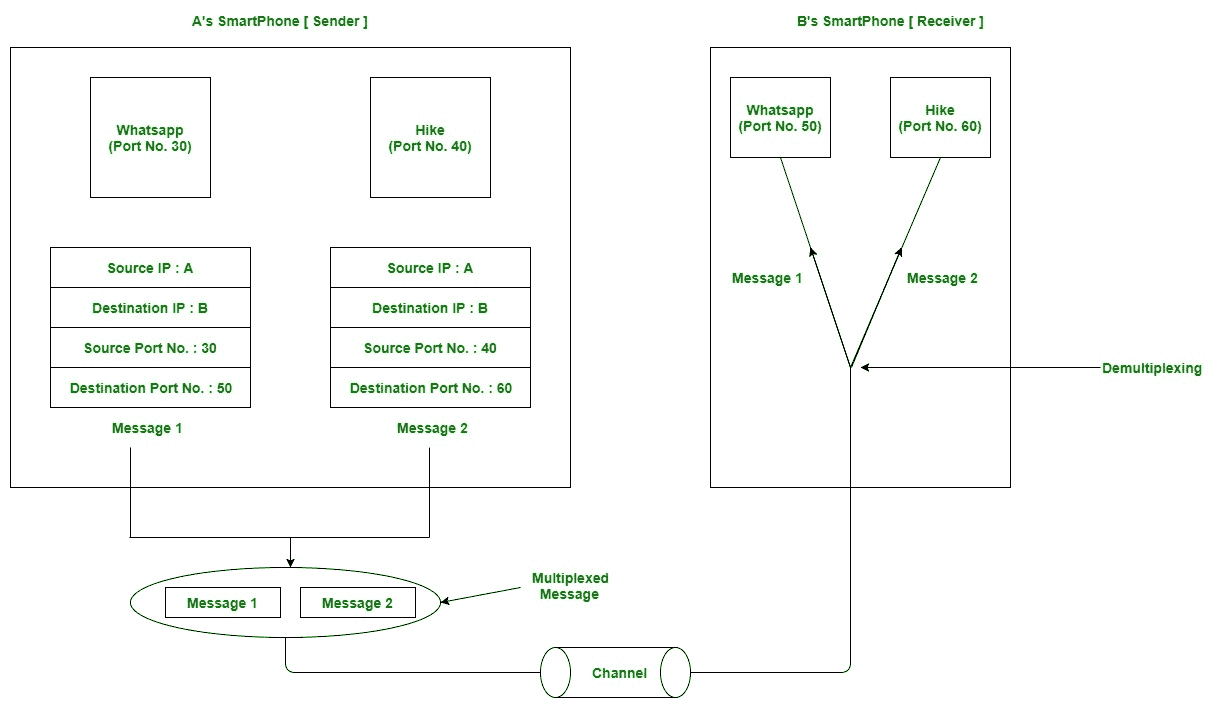 A's SmartPhone [ Sender ]
B's SmartPhone [ Receiver ]
Whatsapp
(Port No. 30)
Hike
(Port No. 40)
Whatsapp
(Port No. 50)
Hike
(Port No. 60)
Source IP : A
Destination IP : B
Source Port No. : 30
Destination Port No. : 50
Message 1
Source IP : A
Destination IP : B
Source Port No. : 40
Destination Port No. : 60
Message 2
Message 1
Message 2
Demultiplexing
Message 1
Message 2
Multiplexed
Message
Channel